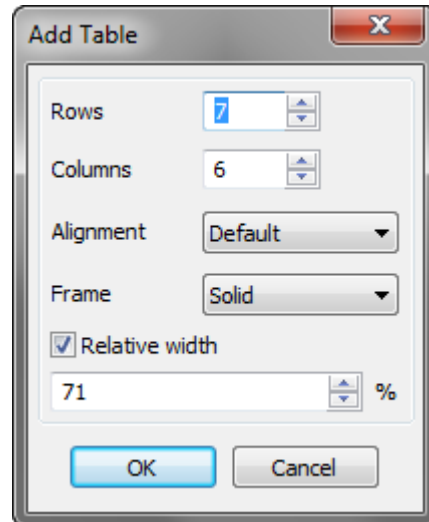 Add Table
Rows 7
Columns 6
Alignment Default
Frame Solid
Relative width
71 %
OK Cancel